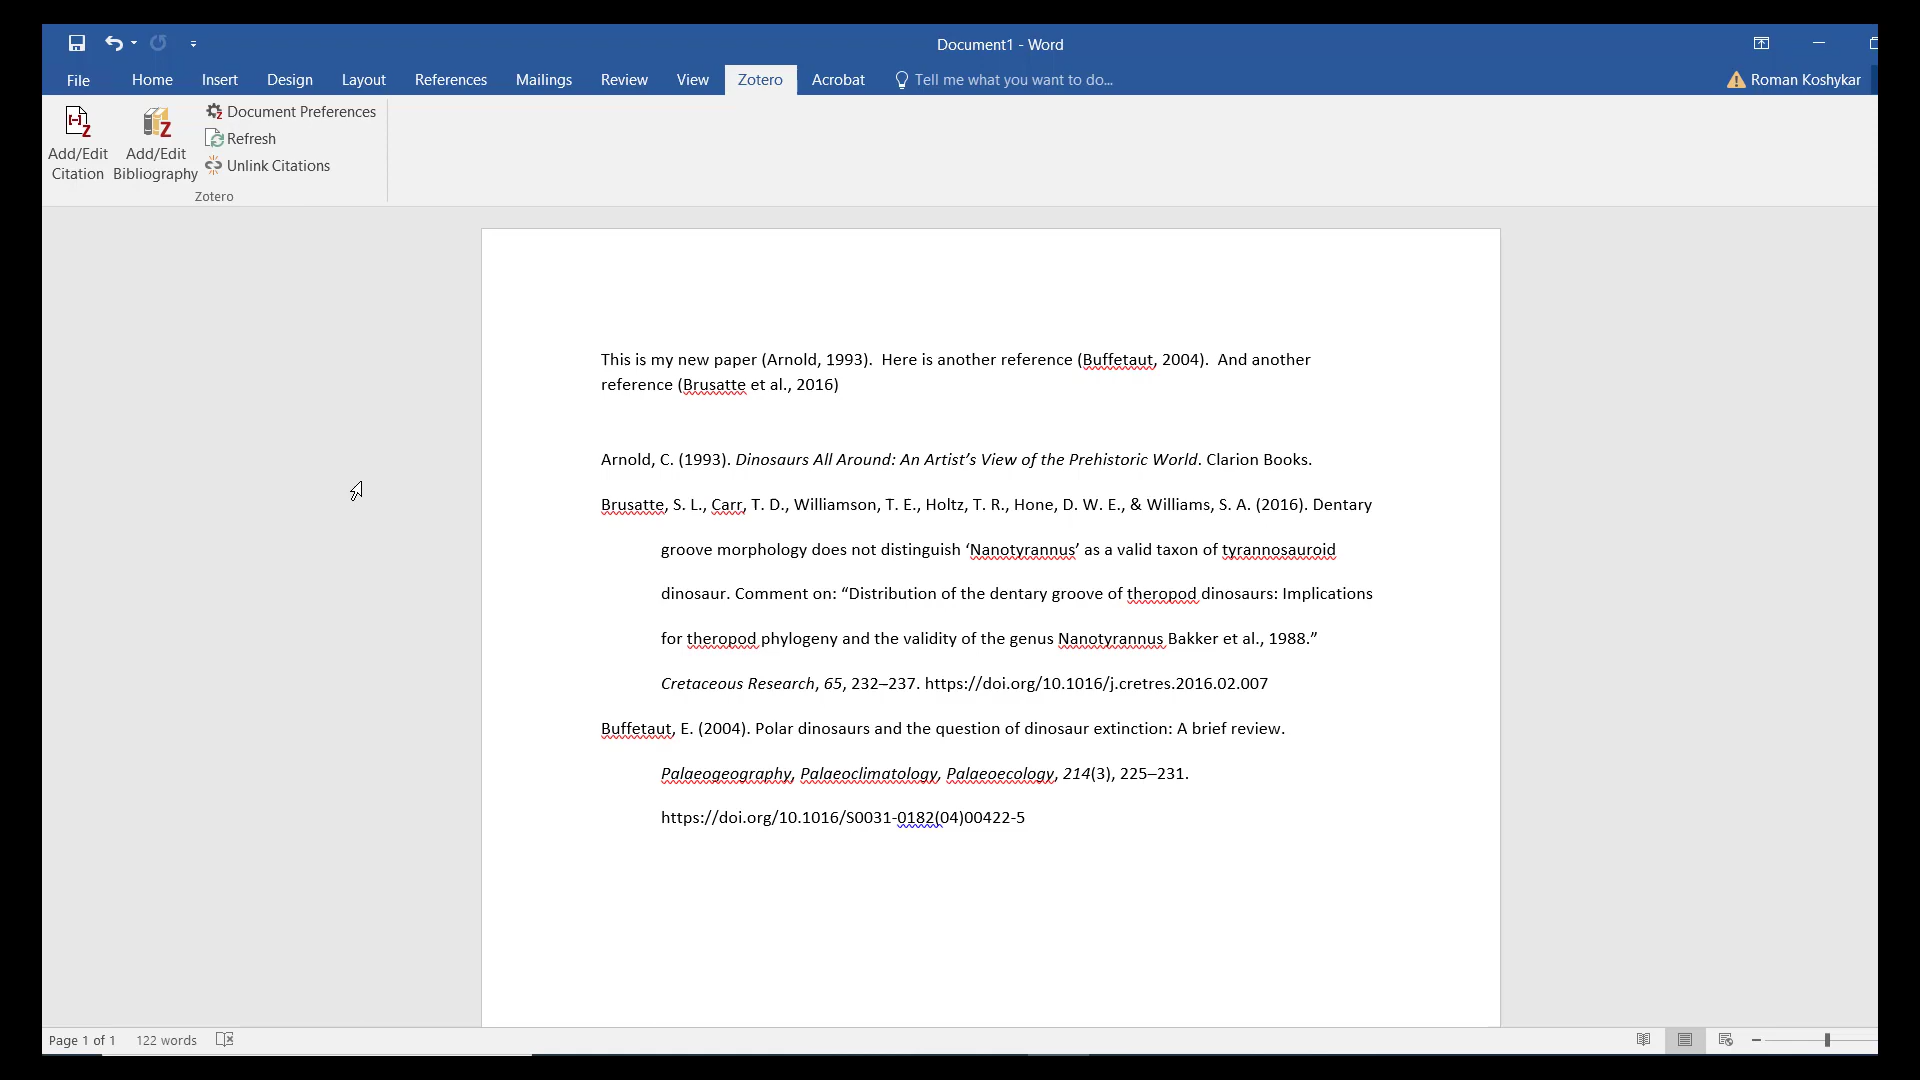 Document1 - Word
File Home Insert Design Layout References Mailings Review View Zotero Acrobat Tell me what you want to do... Roman Koshykar
Add/Edit Citation
Add/Edit Bibliography
Document Preferences
Refresh
Unlink Citations
Zotero
This is my new paper (Arnold, 1993).  Here is another reference (Buffetaut, 2004).  And another
reference (Brusatte et al., 2016)
Arnold, C. (1993). Dinosaurs All Around: An Artist’s View of the Prehistoric World. Clarion Books.
Brusatte, S. L., Carr, T. D., Williamson, T. E., Holtz, T. R., Hone, D. W. E., & Williams, S. A. (2016). Dentary
groove morphology does not distinguish ‘Nanotyrannus’ as a valid taxon of tyrannosauroid
dinosaur. Comment on: “Distribution of the dentary groove of theropod dinosaurs: Implications
for theropod phylogeny and the validity of the genus Nanotyrannus Bakker et al., 1988.”
Cretaceous Research, 65, 232–237. https://doi.org/10.1016/j.cretres.2016.02.007
Buffetaut, E. (2004). Polar dinosaurs and the question of dinosaur extinction: A brief review.
Palaeogeography, Palaeoclimatology, Palaeoecology, 214(3), 225–231.
https://doi.org/10.1016/S0031-0182(04)00422-5
Page 1 of 1 122 words